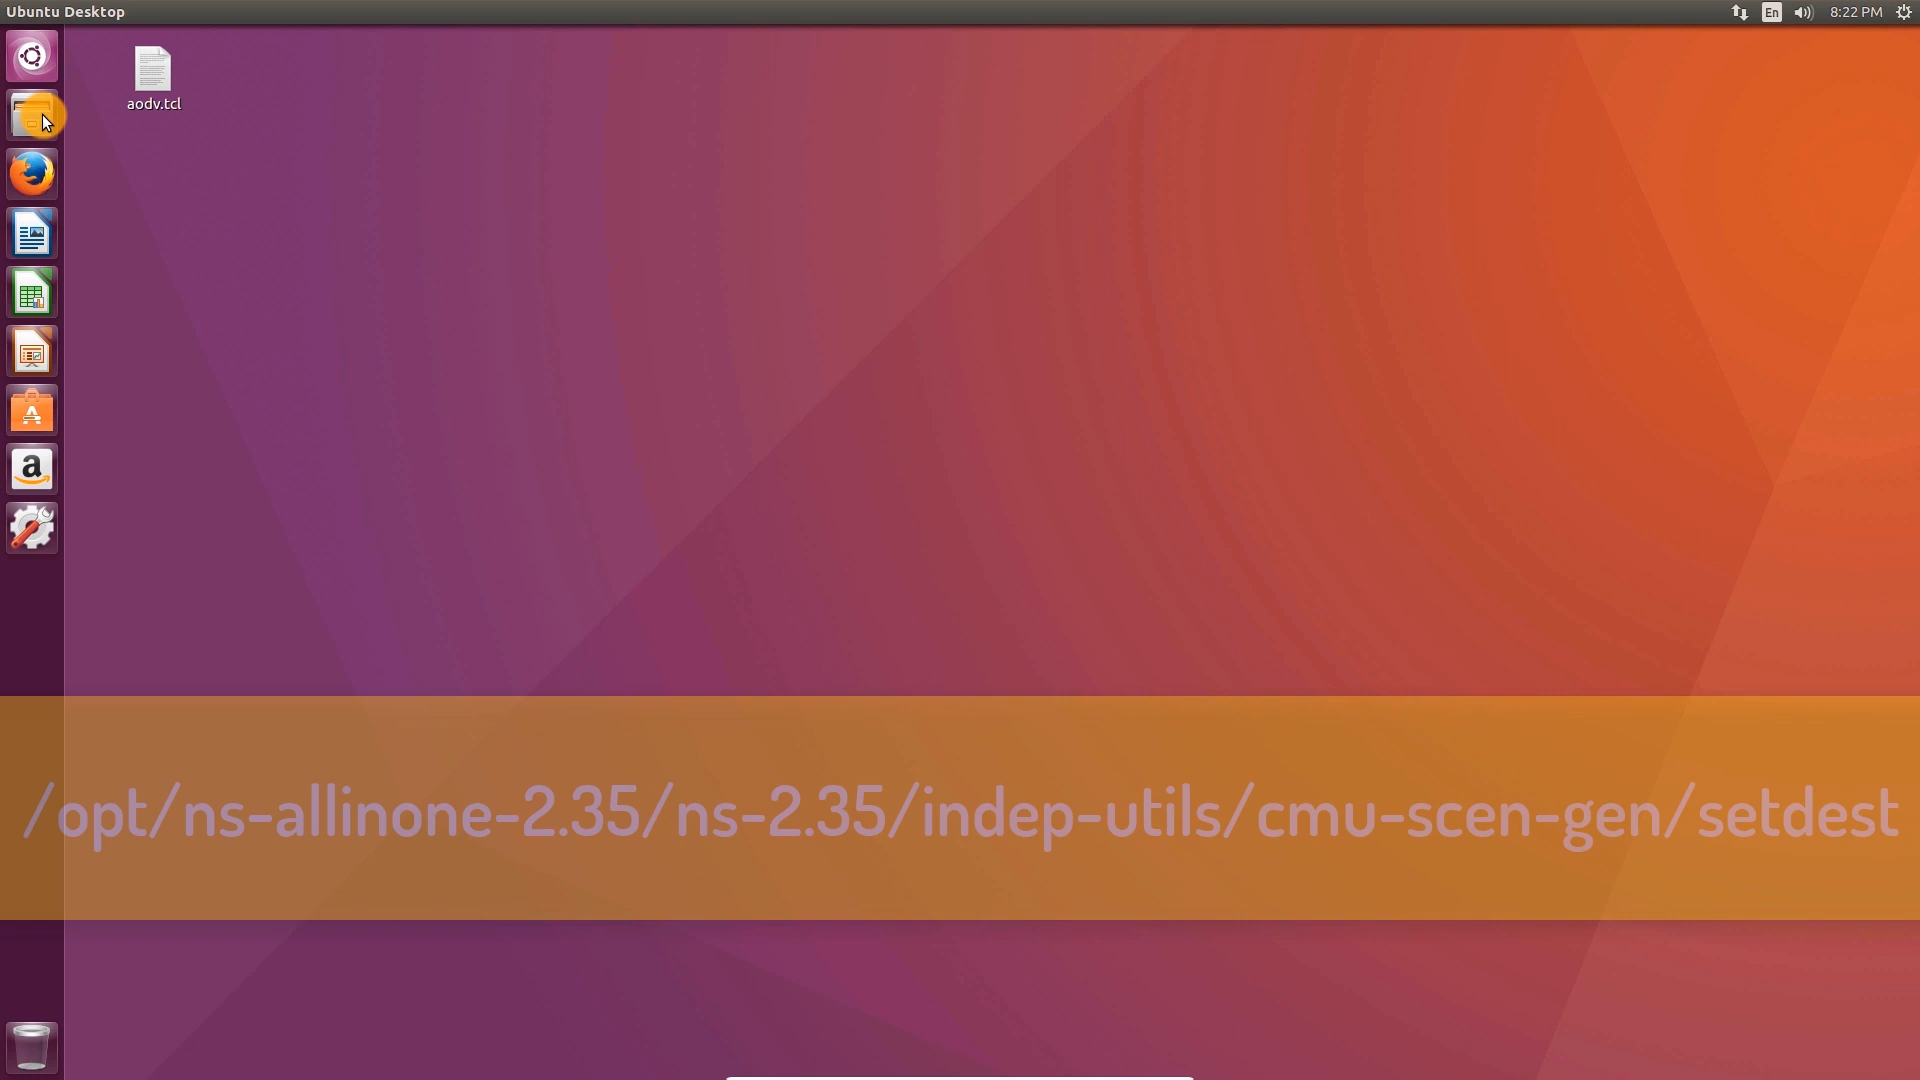 Ubuntu Desktop
En
8:22 PM
aodv.tcl
/opt/ns-allinone-2.35/ns-2.35/indep-utils/cmu-scen-gen/setdest